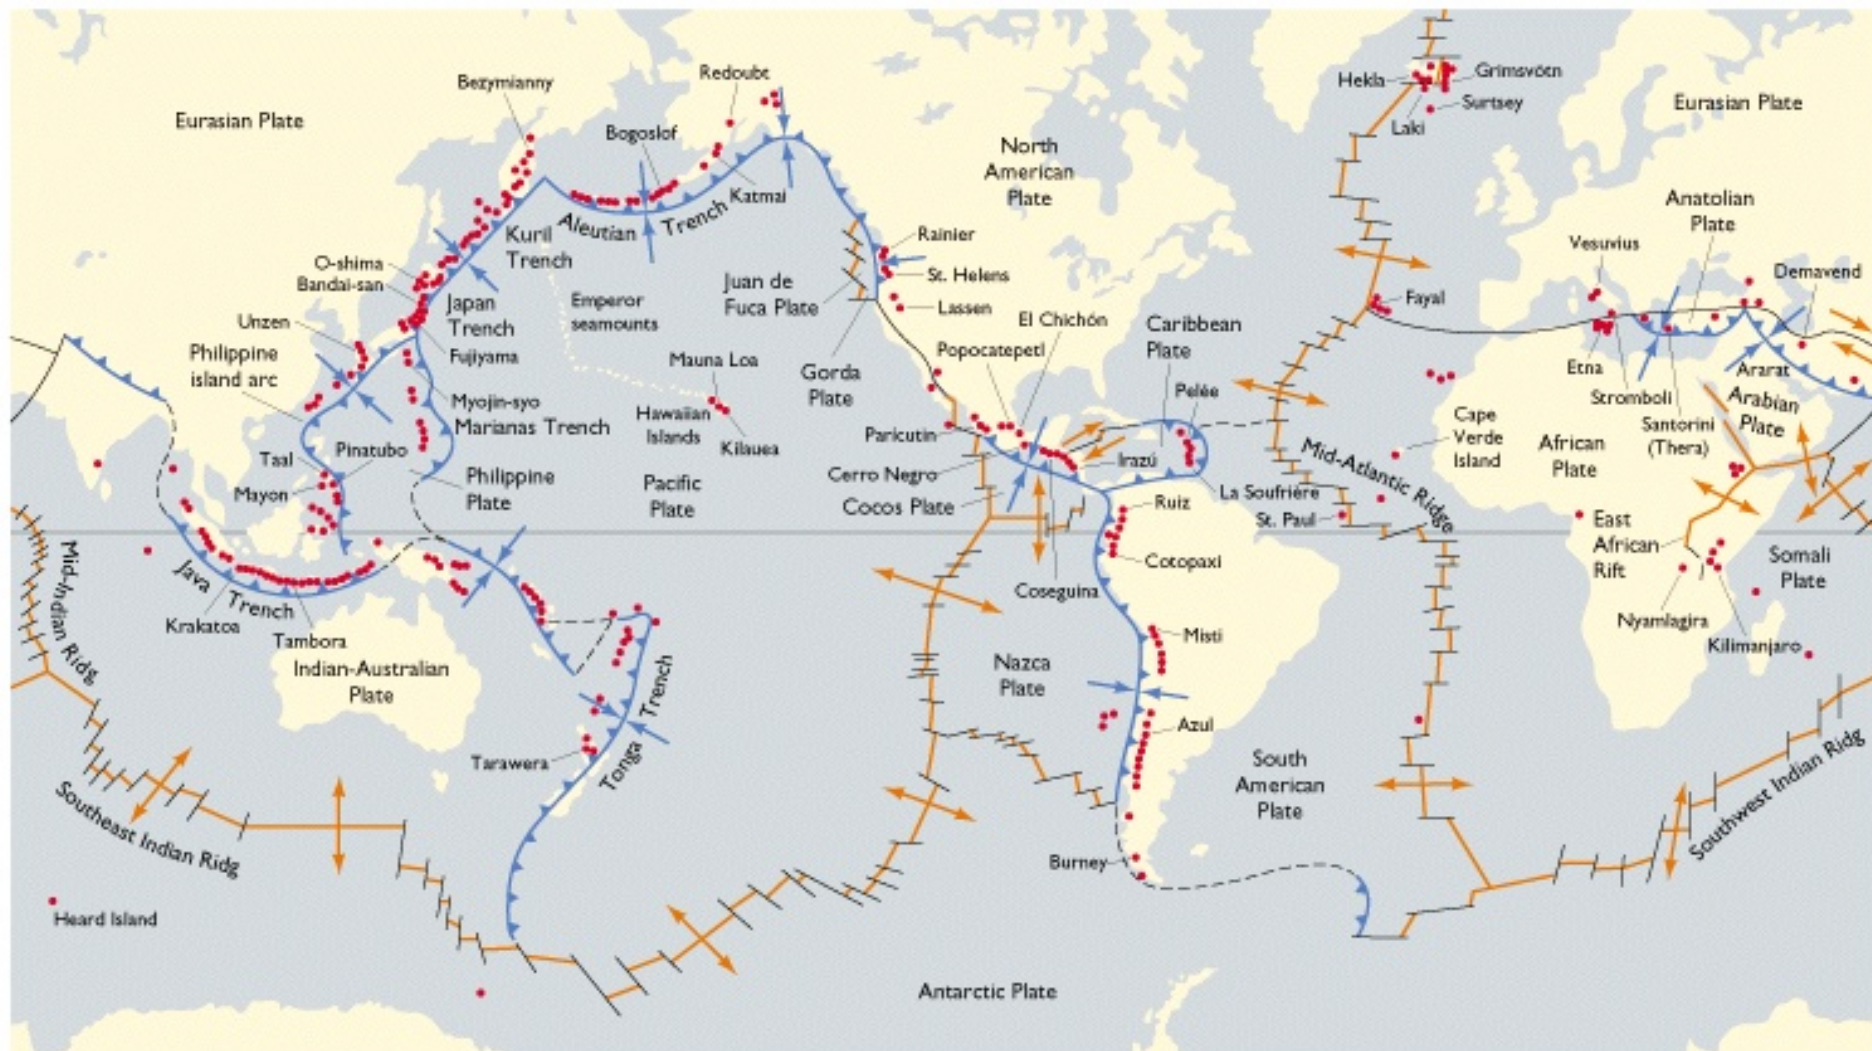 Redoubt
Bezymianny
Hekla
Grimsvötn
Surtsey
Laki
Eurasian Plate
Eurasian Plate
Bogoslof
Katmai
North
American
Plate
Anatolian
Plate
Kuril
Trench
Aleutian Trench
Rainier
Vesuvius
O-shima
Bandai-san
St. Helens
Demavend
Juan de
Fuca Plate
Emperor
seamounts
Japan
Trench
Lassen
Fayal
Unzen
El Chichón
Caribbean
Plate
Philippine
island arc
Fujiyama
Mauna Loa
Popocatepetl
Gorda
Plate
Pelée
Etna
Ararat
Stromboli
Arabian
Plate
Myojin-syo
Marianas Trench
Hawaiian
Islands
Kilauea
Paricutin
Cape
Verde
Island
Santorini
(Thera)
African
Plate
Taal
Pinatubo
Mayon
Philippine
Plate
Pacific
Plate
Irazú
Cerro Negro
Cocos Plate
Mid-Atlantic Ridge
La Soufrière
Ruiz
St. Paul
East
African
Rift
Mid-Indian Ridg
Java Trench
Krakatoa
Tambora
Cotopaxi
Coseguina
Somali
Plate
Nyamlagira
Kilimanjaro
Misti
Indian-Australian
Plate
Nazca
Plate
Tonga Trench
Tarawera
Azul
South
American
Plate
Southeast Indian Ridg
Southwest Indian Ridg
Burney
Heard Island
Antarctic Plate